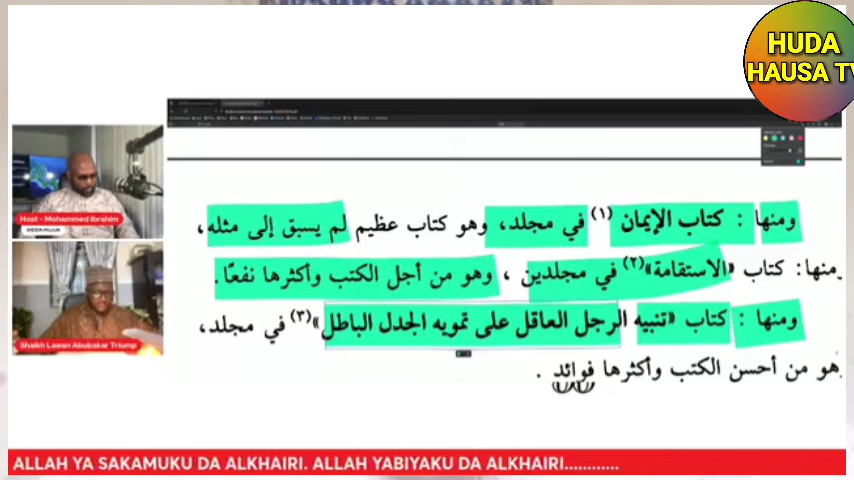 HUDA
HAUSA TV
ومنها : كتاب الإيمان (١) في مجلد، وهو كتاب عظيم لم يسبق إلى مثله،
منها: كتاب «الاستقامة»(٢) في مجلدين ، وهو من أجل الكتب وأكثرها نفعًا.
ومنها : كتاب «تنبيه الرجل العاقل على تمويه الجدل الباطل»(٣) في مجلد،
هو من أحسن الكتب وأكثرها فوائد .
Host - Mohammed Ibrahim
Shaikh Lawan Abubakar Triump
ALLAH YA SAKAMUKU DA ALKHAIRI. ALLAH YABIYAKU DA ALKHAIRI............